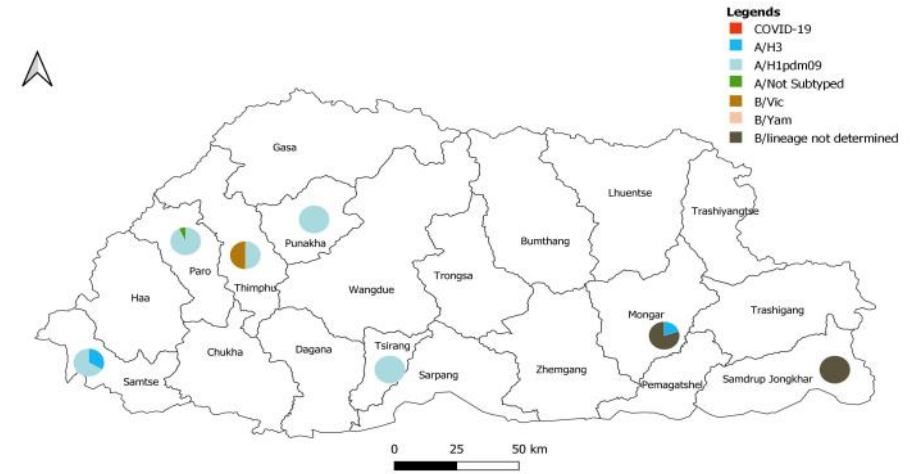 Legends
COVID-19
A/H3
A/H1pdm09
A/Not Subtyped
B/Vic
B/Yam
B/lineage not determined
Gasa
Lhuentse
Trashiyangtse
Punakha
Bumthang
Paro
Thimphu
Trongsa
Wangdue
Haa
Mongar
Trashigang
Tsirang
Dagana
Chukha
Zhemgang
Sarpang
Samtse
Pemagatshel
Samdrup Jongkhar
0 25 50 km